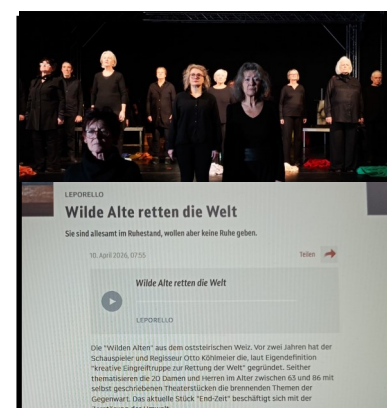 LEPORELLO
Wilde Alte retten die Welt
Sie sind allesamt im Ruhestand, wollen aber keine Ruhe geben.
10. April 2026, 07:55
Teilen
Wilde Alte retten die Welt
LEPORELLO
Die "Wilden Alten" aus dem oststeirischen Weiz. Vor zwei Jahren hat der
Schauspieler und Regisseur Otto Köhlmeier die, laut Eigendefinition
"kreative Eingreiftruppe zur Rettung der Welt" gegründet. Seither
thematisieren die 20 Damen und Herren im Alter zwischen 63 und 86 mit
selbst geschriebenen Theaterstücken die brennenden Themen der
Gegenwart. Das aktuelle Stück "End-Zeit" beschäftigt sich mit der